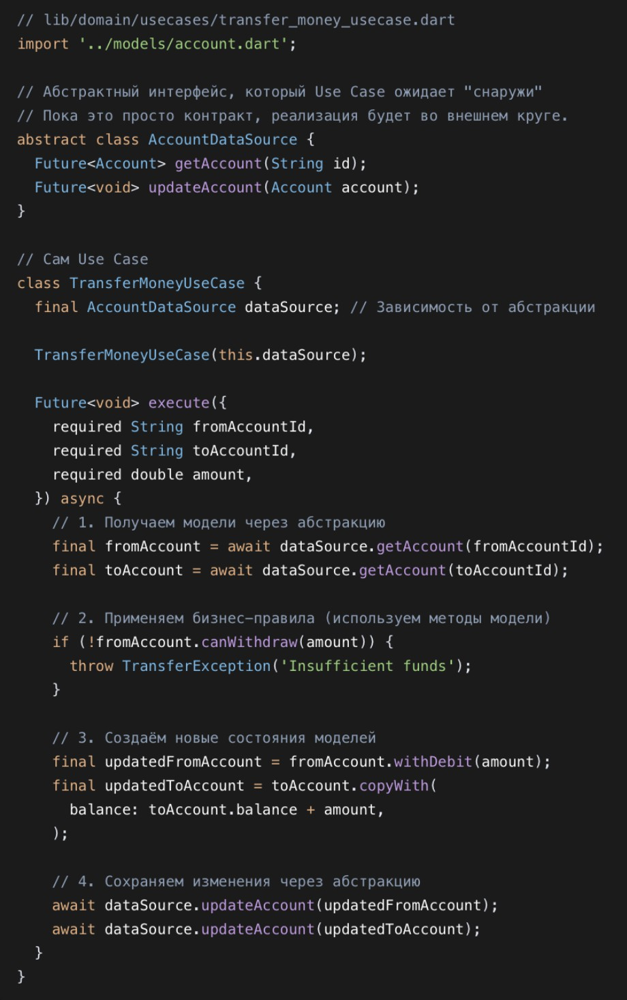 // lib/domain/usecases/transfer_money_usecase.dart
import '../models/account.dart';

// Абстрактный интерфейс, который Use Case ожидает "снаружи"
// Пока это просто контракт, реализация будет во внешнем круге.
abstract class AccountDataSource {
  Future<Account> getAccount(String id);
  Future<void> updateAccount(Account account);
}

// Сам Use Case
class TransferMoneyUseCase {
  final AccountDataSource dataSource; // Зависимость от абстракции

  TransferMoneyUseCase(this.dataSource);

  Future<void> execute({
    required String fromAccountId,
    required String toAccountId,
    required double amount,
  }) async {
    // 1. Получаем модели через абстракцию
    final fromAccount = await dataSource.getAccount(fromAccountId);
    final toAccount = await dataSource.getAccount(toAccountId);

    // 2. Применяем бизнес-правила (используем методы модели)
    if (!fromAccount.canWithdraw(amount)) {
      throw TransferException('Insufficient funds');
    }

    // 3. Создаём новые состояния моделей
    final updatedFromAccount = fromAccount.withDebit(amount);
    final updatedToAccount = toAccount.copyWith(
      balance: toAccount.balance + amount,
    );

    // 4. Сохраняем изменения через абстракцию
    await dataSource.updateAccount(updatedFromAccount);
    await dataSource.updateAccount(updatedToAccount);
  }
}